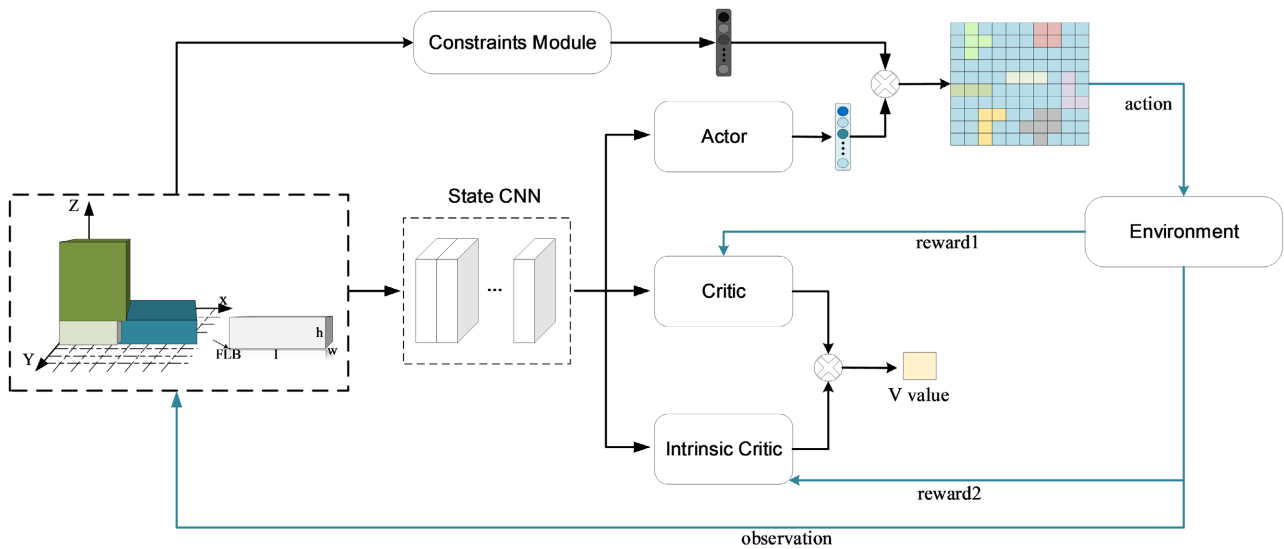 Constraints Module
action
Actor
State CNN
Z
Environment
reward1
Critic
x
h
Y
FLB
l
w
...
V value
Intrinsic Critic
reward2
observation